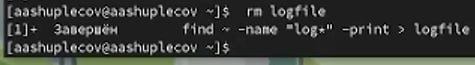 [aashuplecov@aashuplecov ~]$ rm logfile
[1]+  Завершён        find ~ -name "log*" -print > logfile
[aashuplecov@aashuplecov ~]$